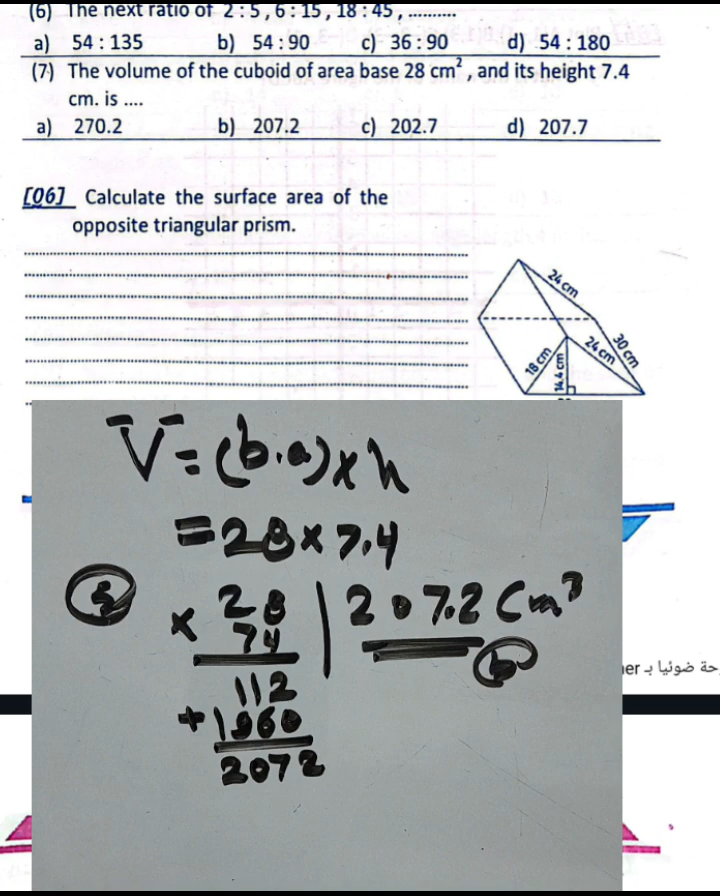 (6) The next ratio of 2 : 5 , 6 : 15 , 18 : 45 , ...........
a) 54 : 135 b) 54 : 90 c) 36 : 90 d) 54 : 180
(7) The volume of the cuboid of area base 28 cm² , and its height 7.4
cm. is ....
a) 270.2 b) 207.2 c) 202.7 d) 207.7
[Q6] Calculate the surface area of the
opposite triangular prism.
24 cm
30 cm
24 cm
18 cm
14.4 cm
V = (b.a) x h
= 28 x 7.4
x 28 | 207.2 Cm³
74
b
112
+1960
2072
حة ضوئيا بـ